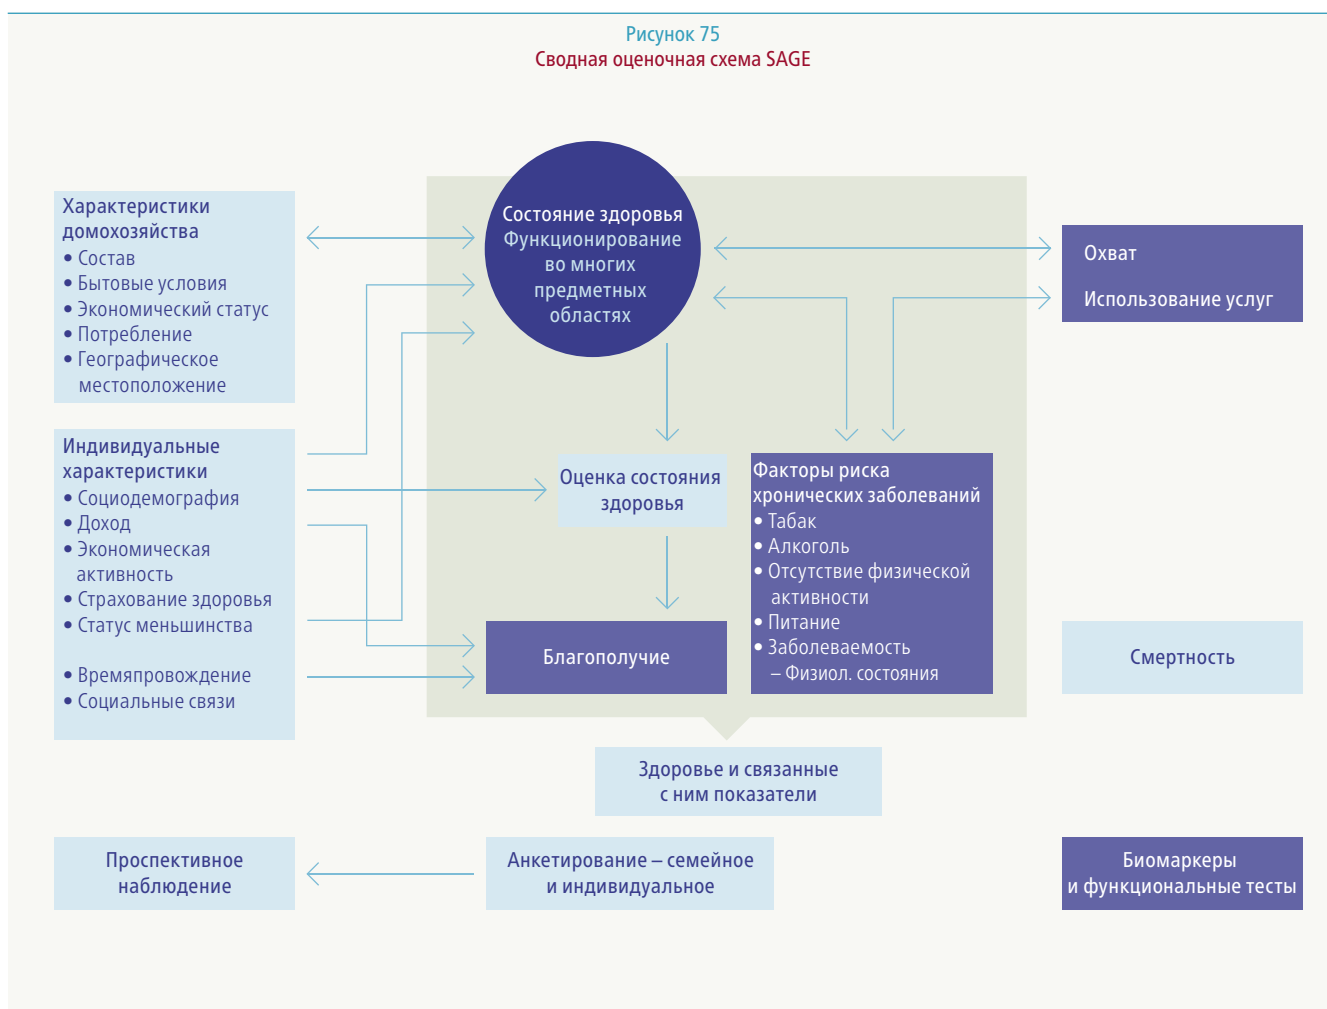 Рисунок 75
Сводная оценочная схема SAGE
Характеристики
домохозяйства
• Состав
• Бытовые условия
• Экономический статус
• Потребление
• Географическое
местоположение
Состояние здоровья
Функционирование
во многих
предметных
областях
Охват
Использование услуг
Индивидуальные
характеристики
• Социодемография
• Доход
• Экономическая
активность
• Страхование здоровья
• Статус меньшинства
• Времяпровождение
• Социальные связи
Оценка состояния
здоровья
Факторы риска
хронических заболеваний
• Табак
• Алкоголь
• Отсутствие физической
активности
• Питание
• Заболеваемость
– Физиол. состояния
Благополучие
Смертность
Здоровье и связанные
с ним показатели
Проспективное
наблюдение
Анкетирование – семейное
и индивидуальное
Биомаркеры
и функциональные тесты